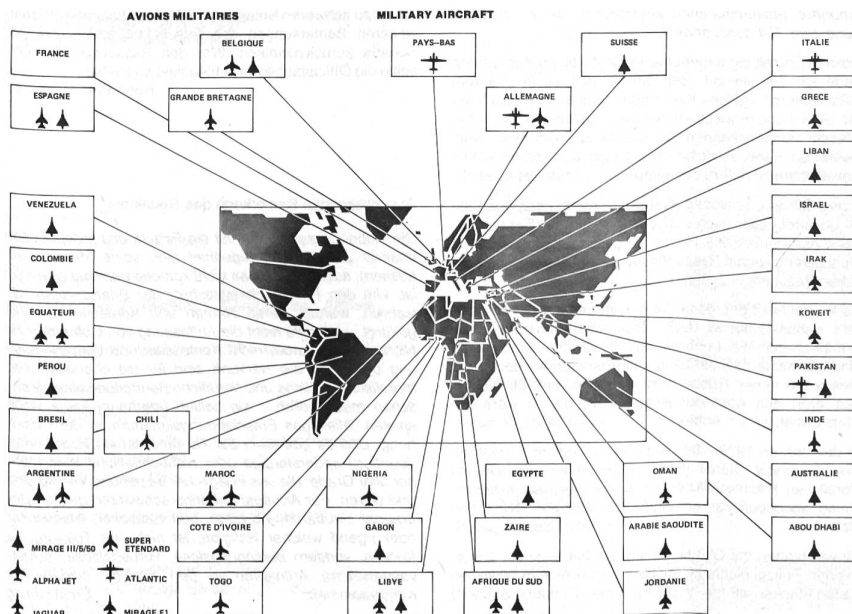 AVIONS MILITAIRES MILITARY AIRCRAFT
FRANCE
BELGIQUE
PAYS-BAS
SUISSE
ITALIE
ESPAGNE
GRANDE BRETAGNE
ALLEMAGNE
GRECE
LIBAN
VENEZUELA
ISRAEL
COLOMBIE
IRAK
EQUATEUR
KOWEIT
PEROU
PAKISTAN
BRESIL
CHILI
INDE
ARGENTINE
MAROC
NIGERIA
EGYPTE
OMAN
AUSTRALIE
COTE D'IVOIRE
GABON
ZAIRE
ARABIE SAOUDITE
ABOU DHABI
TOGO
LIBYE
AFRIQUE DU SUD
JORDANIE
MIRAGE III/5/50
SUPER
ETENDARD
ALPHA JET
ATLANTIC
JAGUAR
MIRAGE F1